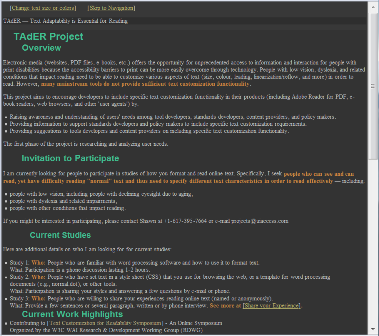 [Change text size or colors] [Skip to Navigation]
TAdER — Text Adaptability is Essential for Reading
TAdER Project
Overview
Electronic media (websites, PDF files, e-books, etc.) offers the opportunity for unprecedented access to information and interaction for people with
print disabilities because the accessibility barriers to print can be more easily overcome through technology. People with low vision, dyslexia, and related
conditions that impact reading need to be able to customize various aspects of text (size, colour, leading, linearization/reflow, and more) in order to
read. However, many mainstream tools do not provide sufficient text customization functionality.
This project aims to encourage developers to include specific text customization functionality in their products (including Adobe Reader for PDF, e-
book readers, web browsers, and other 'user agents') by:
• Raising awareness and understanding of users' needs among tool developers, standards developers, content providers, and policy makers.
• Providing information to support standards developers and policy makers to include specific text customization requirements.
• Providing suggestions to tools developers and content providers on including specific text customization functionality.
The first phase of the project is researching and analyzing user needs.
Invitation to Participate
I am currently looking for people to participate in studies of how you format and read online text. Specifically, I seek people who can see and can
read, yet have difficulty reading "normal" text and thus need to specify different text characteristics in order to read effectively — including:
• people with low vision, including people with declining eyesight due to aging,
• people with dyslexia and related impairments,
• people with other conditions that impact reading.
If you might be interested in participating, please contact Shawn at +1-617-395-7664 or e-mail projects@uiaccess.com
Current Studies
Here are additional details on who I am looking for for current studies:
• Study 1: Who: People who are familiar with word processing software and how to use it to format text.
What: Participation is a phone discussion lasting 1-2 hours.
• Study 2: Who: People who have set text in a style sheet (CSS) that you use for browsing the web, or a template for word processing
documents (e.g., normal.dot), or other tools.
What: Participation is sharing your styles and answering a few questions by e-mail or phone.
• Study 3: Who: People who are willing to share your experiences reading online text (named or anonymously).
What: Provide a few sentences or several paragraphs, written or by phone interview. See more at [Share your Experience].
Current Work Highlights
• Contributing to [Text Customization for Readability Symposium] - An Online Symposium
Organized by the W3C WAI Research & Development Working Group (RDWG)